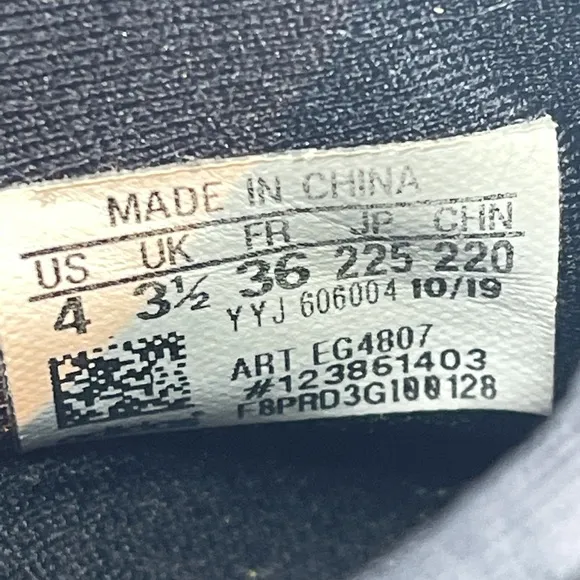 MADE IN CHINA
US UK FR JP CHN
4 3½ 36 225 220
YYJ 606004 10/19
ART EG4807
#123861403
F8PRD3G100128